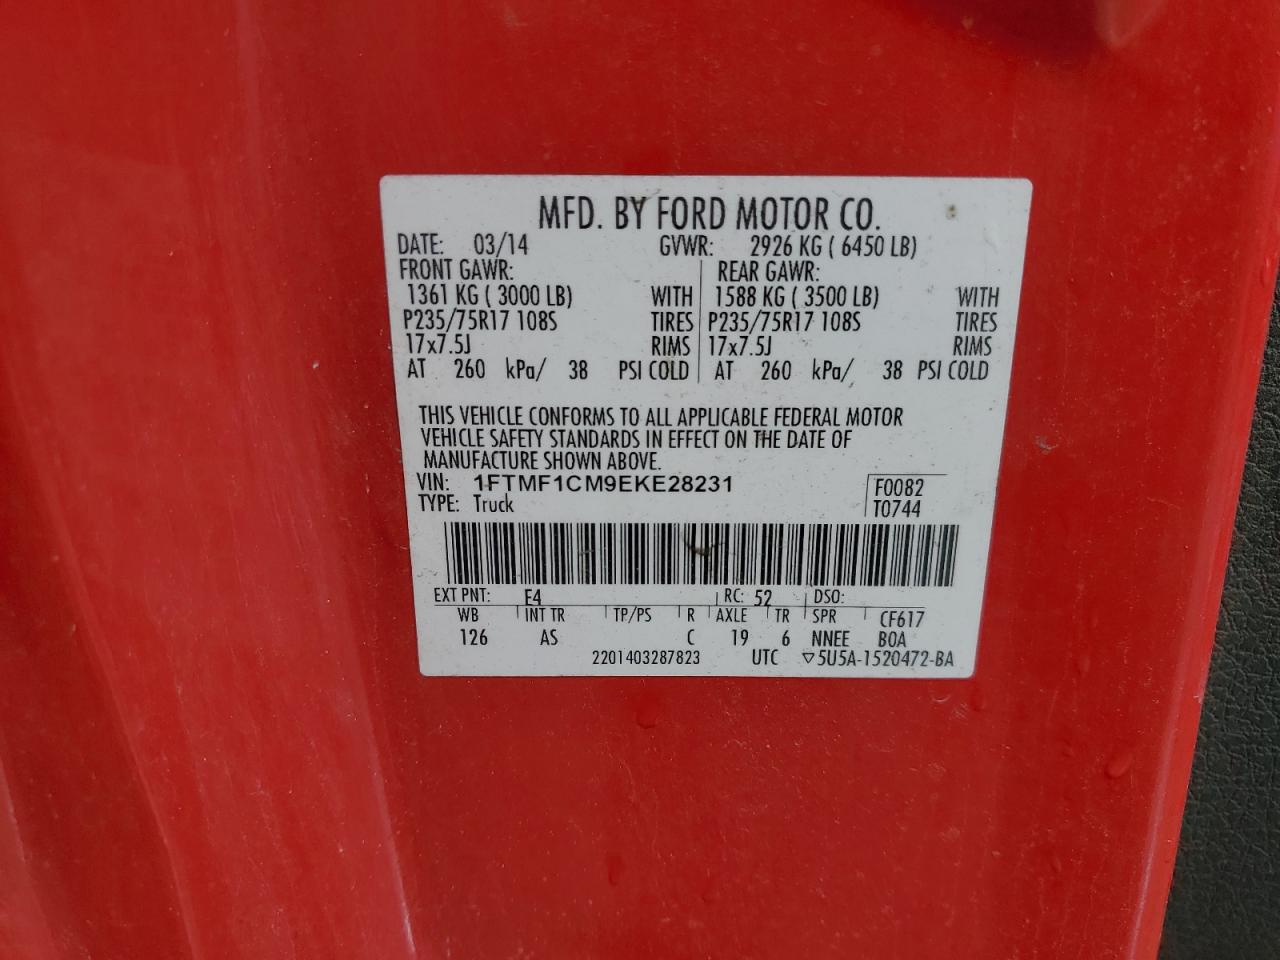 MFD. BY FORD MOTOR CO.
DATE: 03/14 GVWR: 2926 KG ( 6450 LB)
FRONT GAWR: REAR GAWR:
1361 KG ( 3000 LB) WITH 1588 KG ( 3500 LB) WITH
P235/75R17 108S TIRES P235/75R17 108S TIRES
17x7.5J RIMS 17x7.5J RIMS
AT 260 kPa/ 38 PSI COLD AT 260 kPa/ 38 PSI COLD
THIS VEHICLE CONFORMS TO ALL APPLICABLE FEDERAL MOTOR
VEHICLE SAFETY STANDARDS IN EFFECT ON THE DATE OF
MANUFACTURE SHOWN ABOVE.
VIN: 1FTMF1CM9EKE28231 F0082
TYPE: Truck T0744
EXT PNT: E4 RC: 52 DSO:
WB INT TR TP/PS R AXLE TR SPR CF617
126 AS C 19 6 NNEE BOA
2201403287823 UTC ▽5U5A-1520472-BA